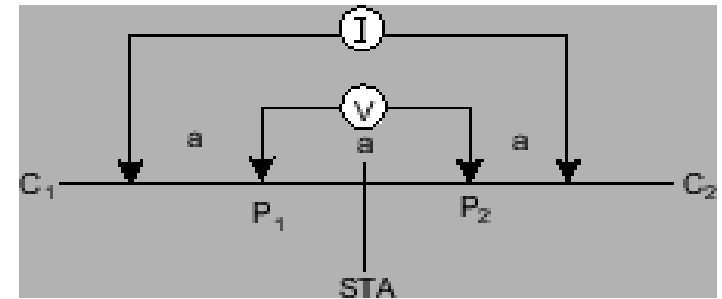 I
V
a a a
C₁ C₂
P₁ P₂
STA